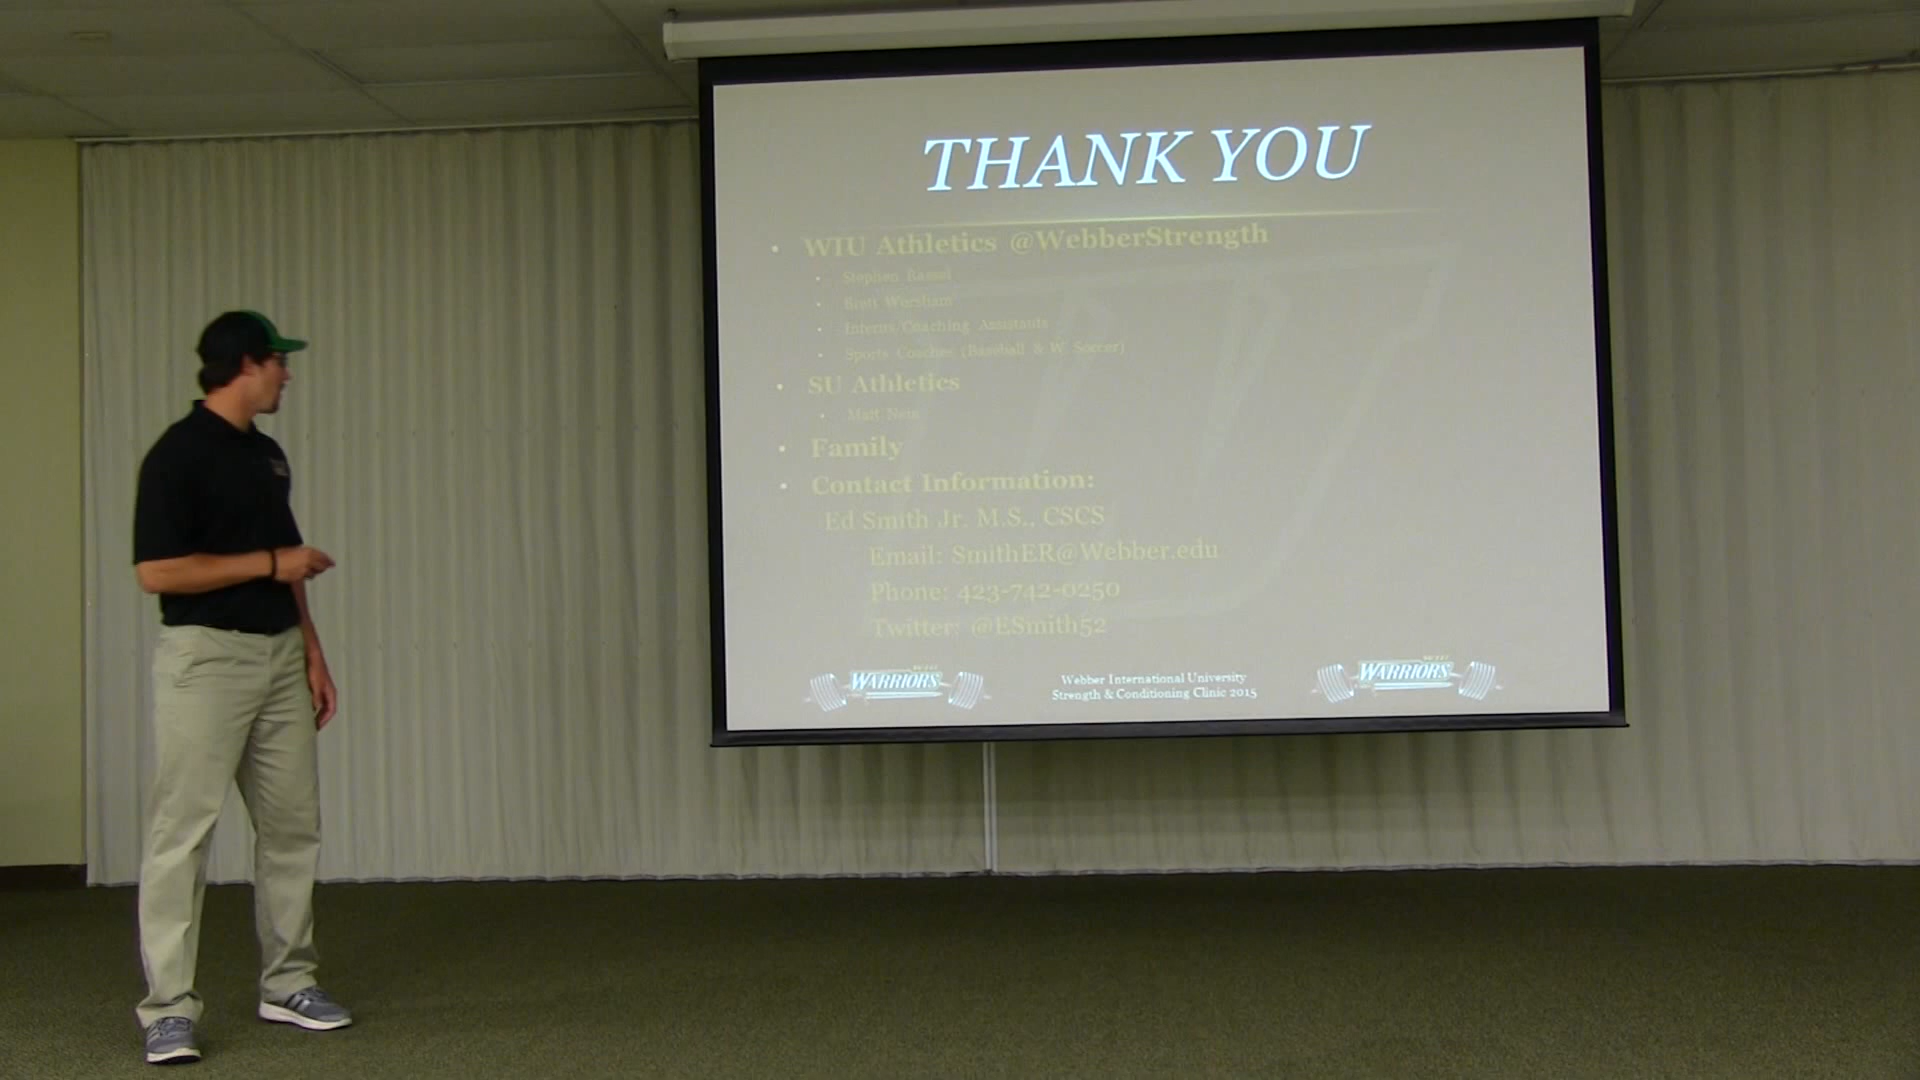 THANK YOU
• WIU Athletics @WebberStrength
• Stephen
• Brett Worsham
• Interns Coaching Assistants
• Sports Coaches (Baseball & W. Soccer)
• SU Athletics
• Matt
• Family
• Contact Information:
Ed Smith Jr. M.S., CSCS
Email: SmithER@Webber.edu
Phone: 423-742-0250
Twitter: @ESmith52
WIU
WARRIORS
Webber International University
Strength & Conditioning Clinic 2015
WIU
WARRIORS